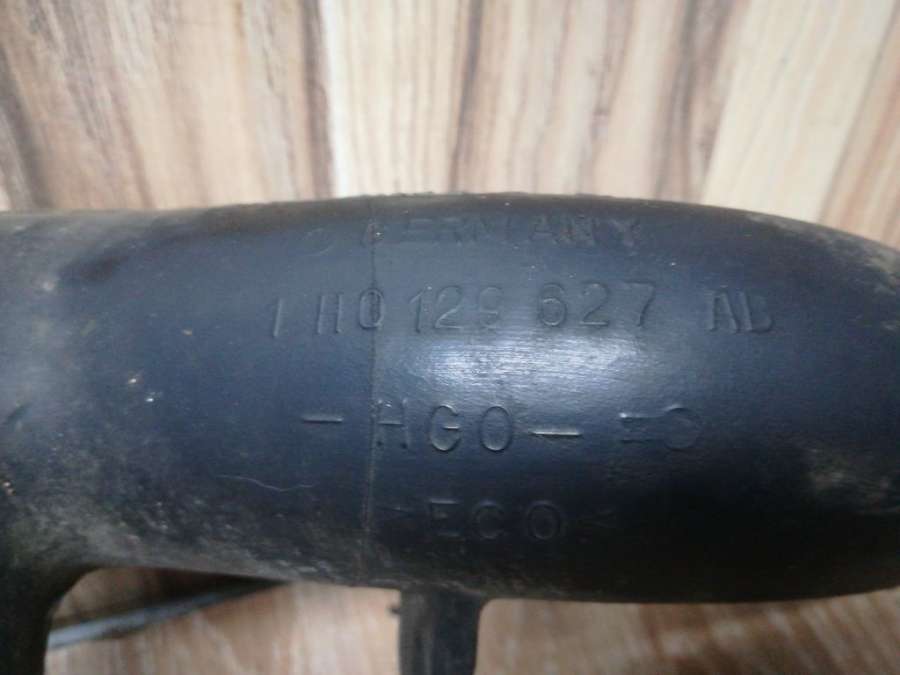 GERMANY
1H0 129 627 AB
-HGO-
>ECO<